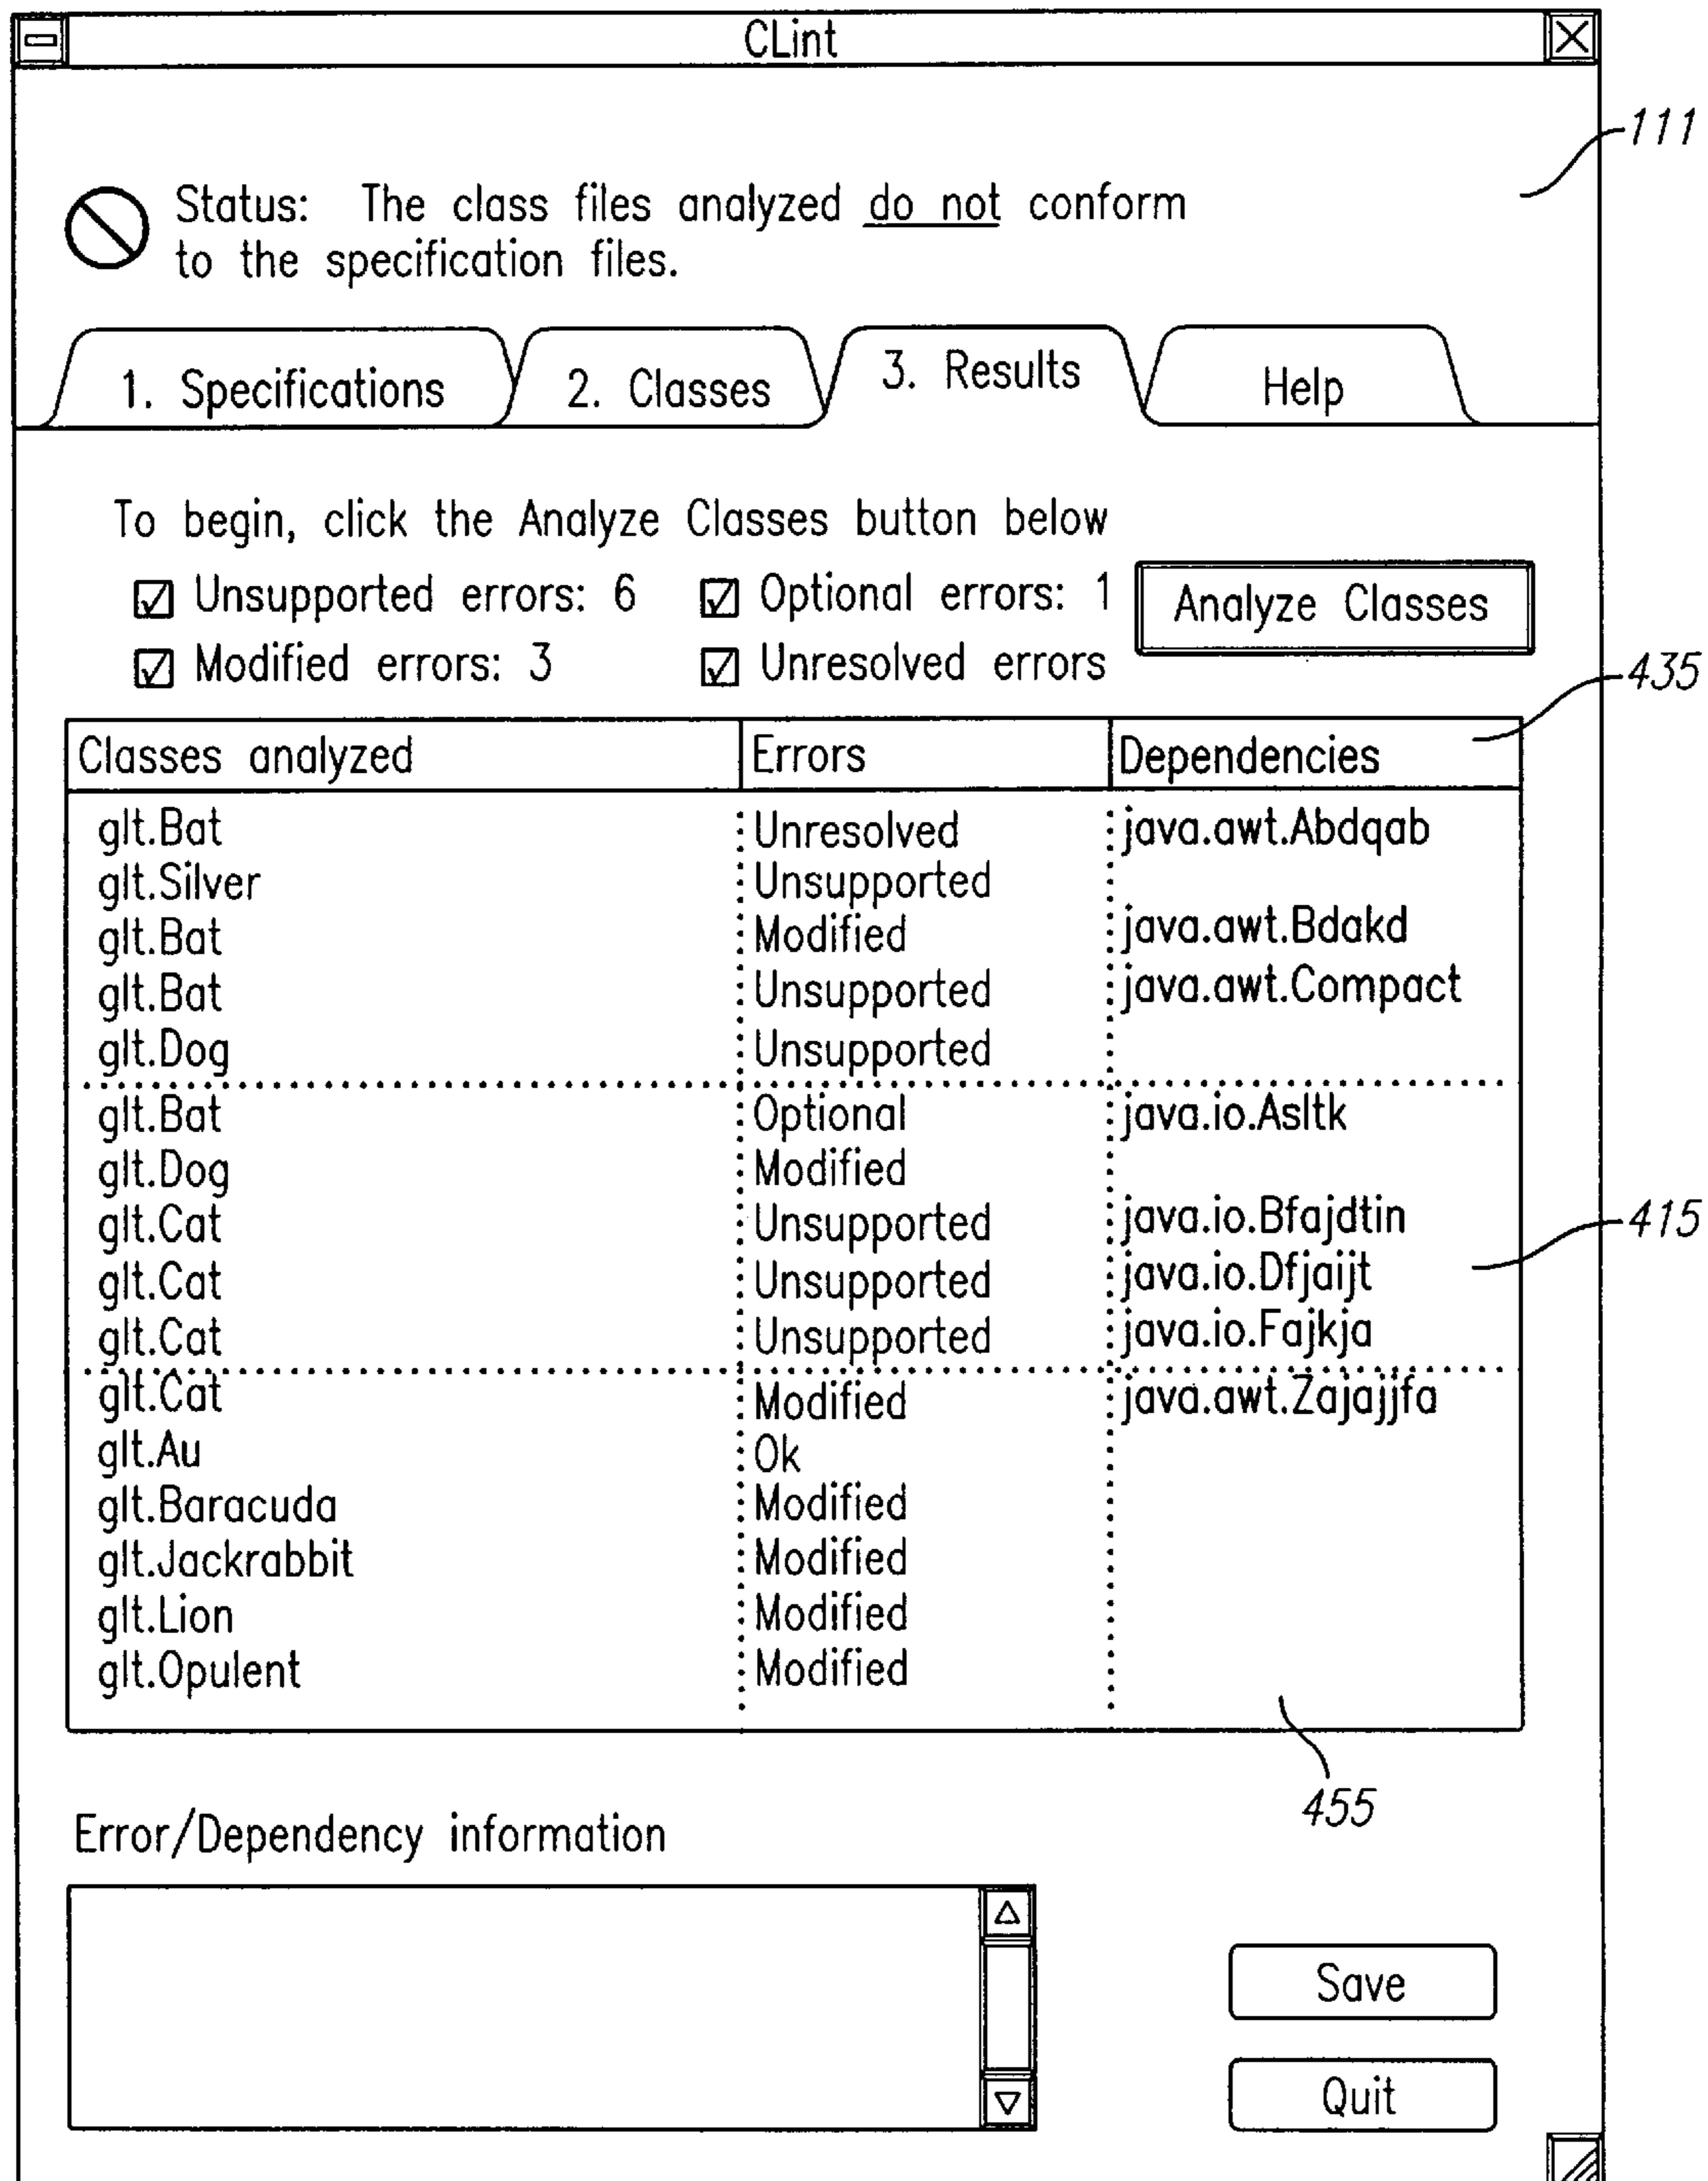 CLint
111
Status: The class files analyzed do not conform
to the specification files.
1. Specifications 2. Classes 3. Results Help
To begin, click the Analyze Classes button below
Unsupported errors: 6 Optional errors: 1 Analyze Classes
Modified errors: 3 Unresolved errors
435
Classes analyzed Errors Dependencies
glt.Bat Unresolved java.awt.Abdqab
glt.Silver Unsupported
glt.Bat Modified java.awt.Bdakd
glt.Bat Unsupported java.awt.Compact
glt.Dog Unsupported
glt.Bat Optional java.io.Asltk
glt.Dog Modified
glt.Cat Unsupported java.io.Bfajdtin
415
glt.Cat Unsupported java.io.Dfjaijt
glt.Cat Unsupported java.io.Fajkja
glt.Cat Modified java.awt.Zajajjfa
glt.Au Ok
glt.Baracuda Modified
glt.Jackrabbit Modified
glt.Lion Modified
glt.Opulent Modified
455
Error/Dependency information
Save
Quit